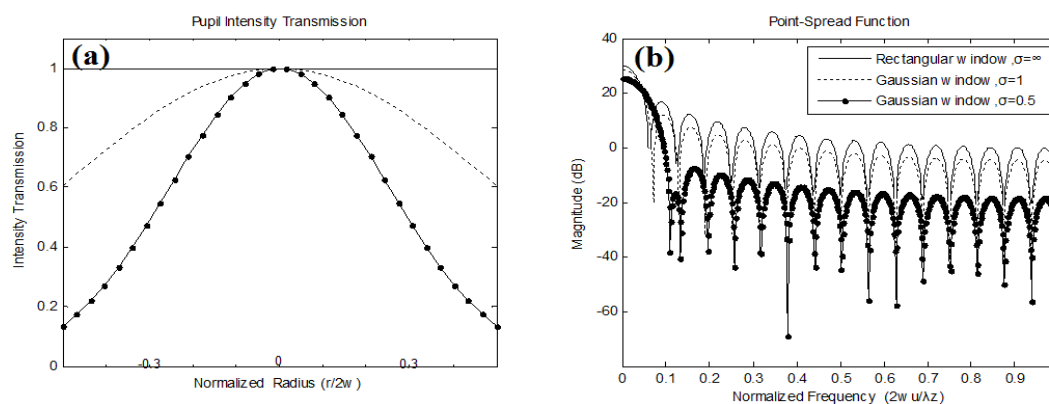 Pupil Intensity Transmission
(a)
1
0.8
0.6
0.4
0.2
0
-0.3
0
0.3
Intensity Transmission
Normalized Radius (r/2w )
Point-Spread Function
(b)
40
20
0
-20
-40
-60
Magnitude (dB)
Rectangular w indow ,σ=∞
Gaussian w indow ,σ=1
Gaussian w indow ,σ=0.5
0 0.1 0.2 0.3 0.4 0.5 0.6 0.7 0.8 0.9
Normalized Frequency (2w u/λz)